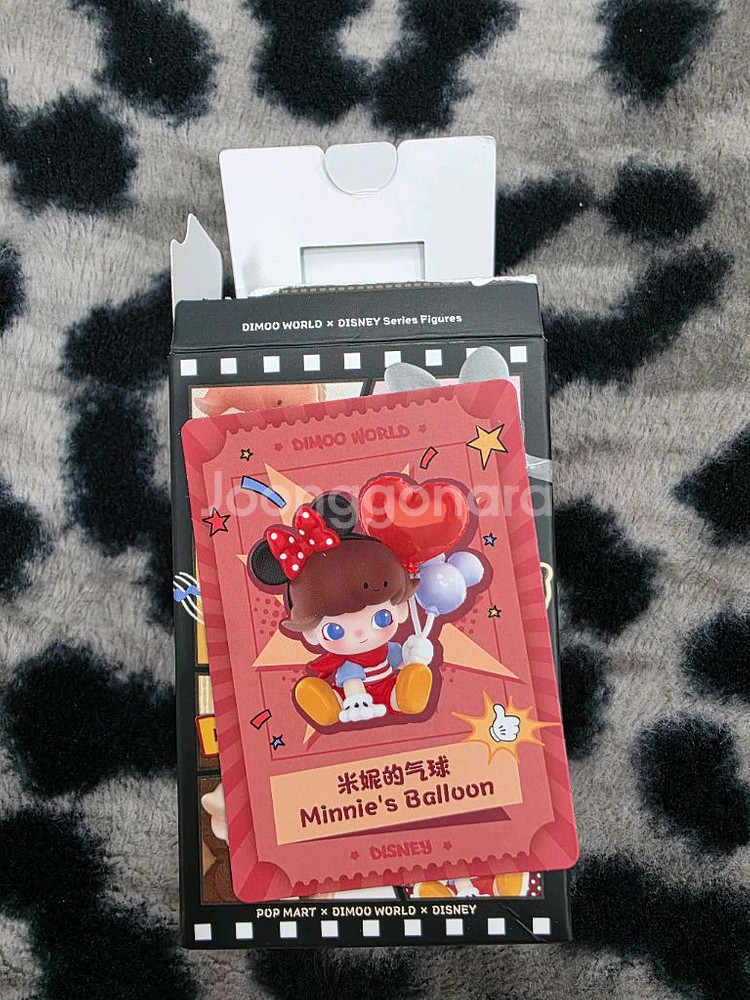 DIMOO WORLD × DISNEY Series Figures
DIMOO WORLD
Joonggonara
米妮的气球
Minnie's Balloon
DISNEY
POP MART × DIMOO WORLD × DISNEY